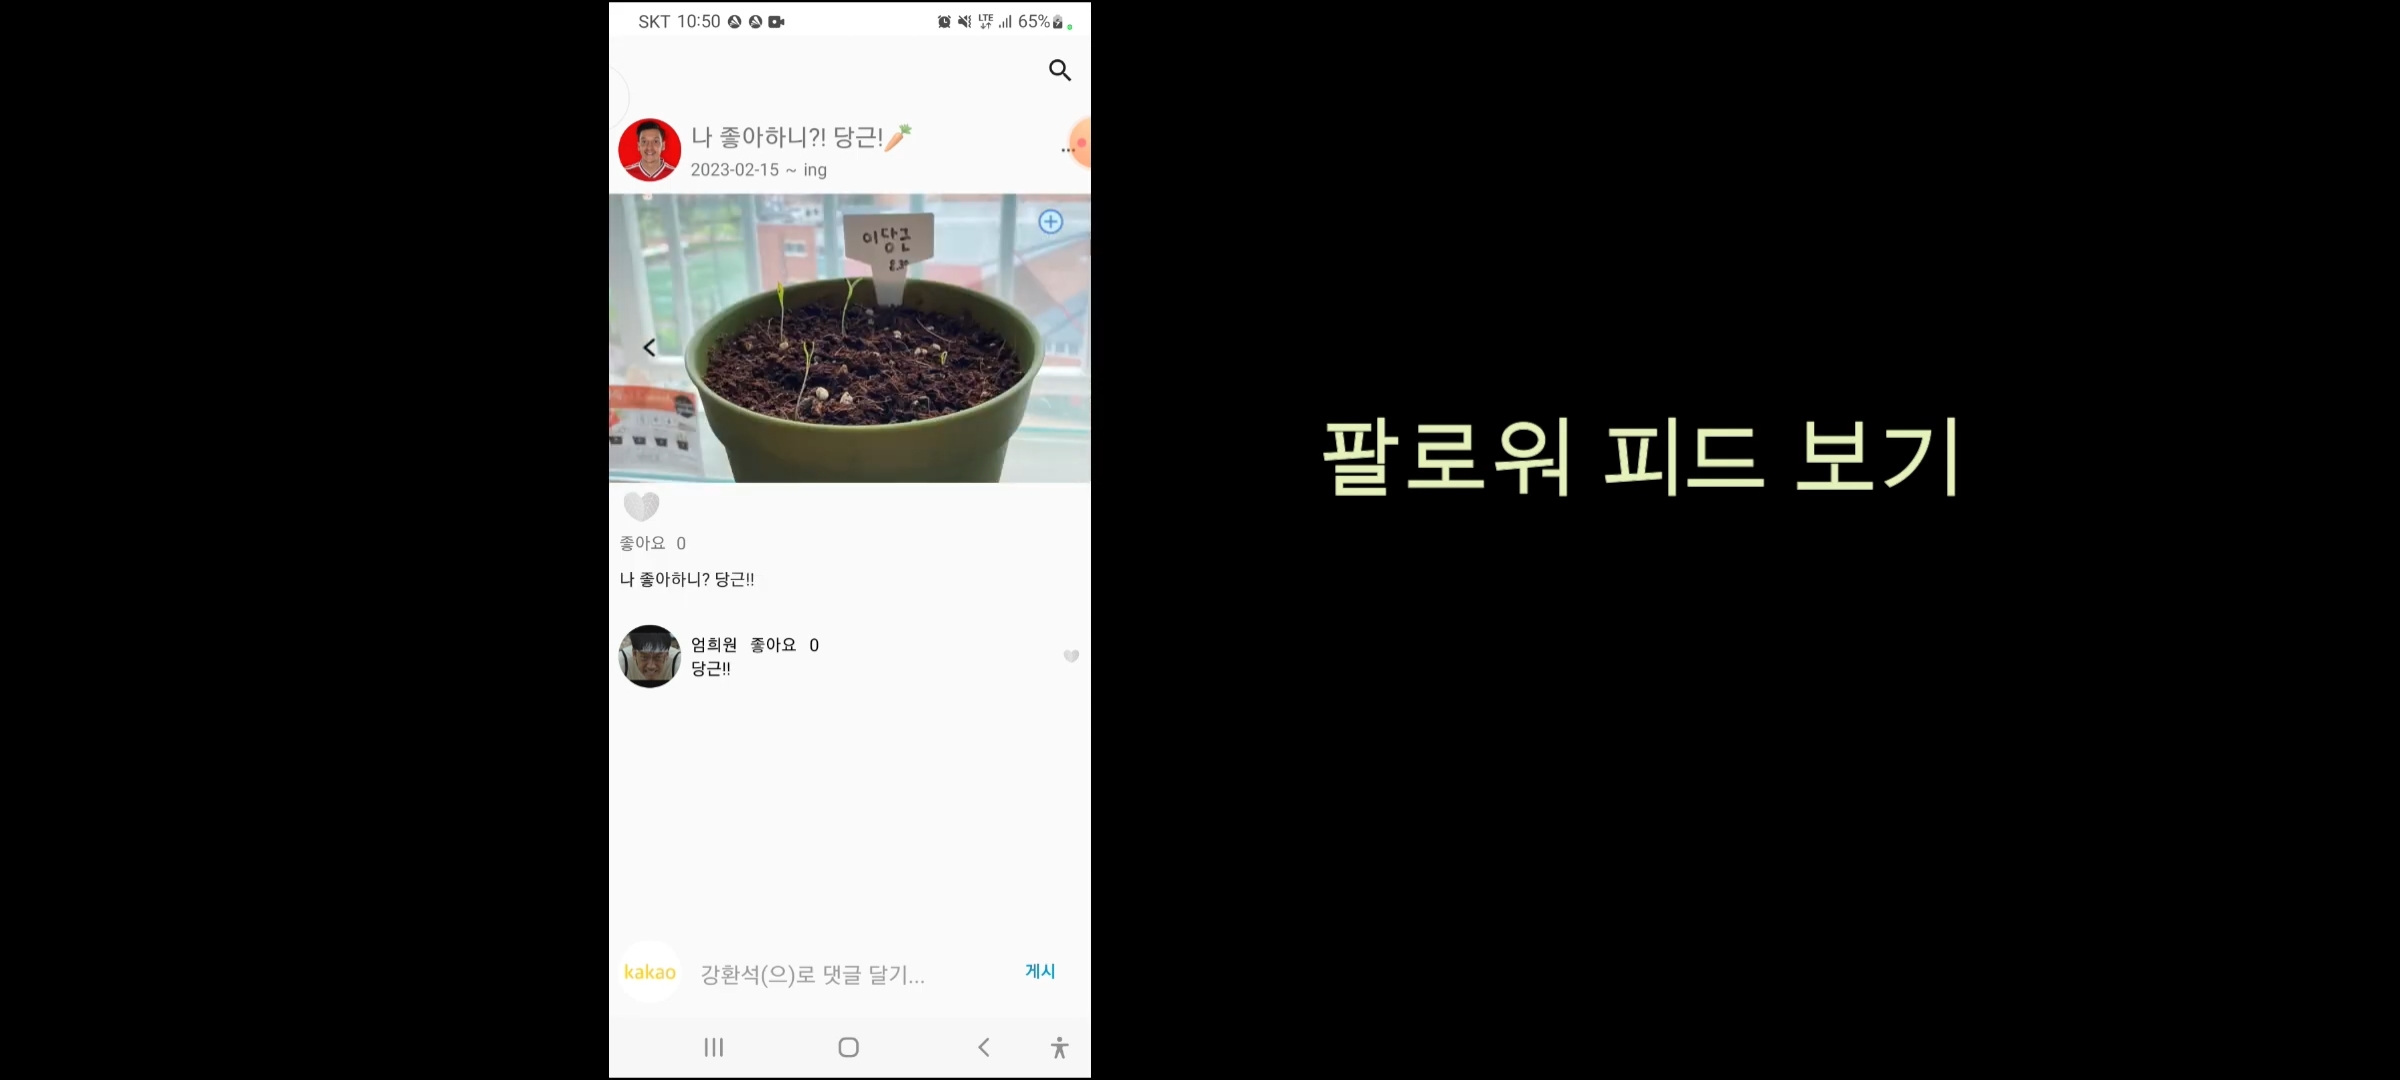 SKT 10:50
LTE 65%
나 좋아하니?! 당근!🥕
2023-02-15 ~ ing
이당근
8.30
좋아요 0
나 좋아하니? 당근!!
엄희원 좋아요 0
당근!!
kakao 강환석(으)로 댓글 달기... 게시
팔로워 피드 보기